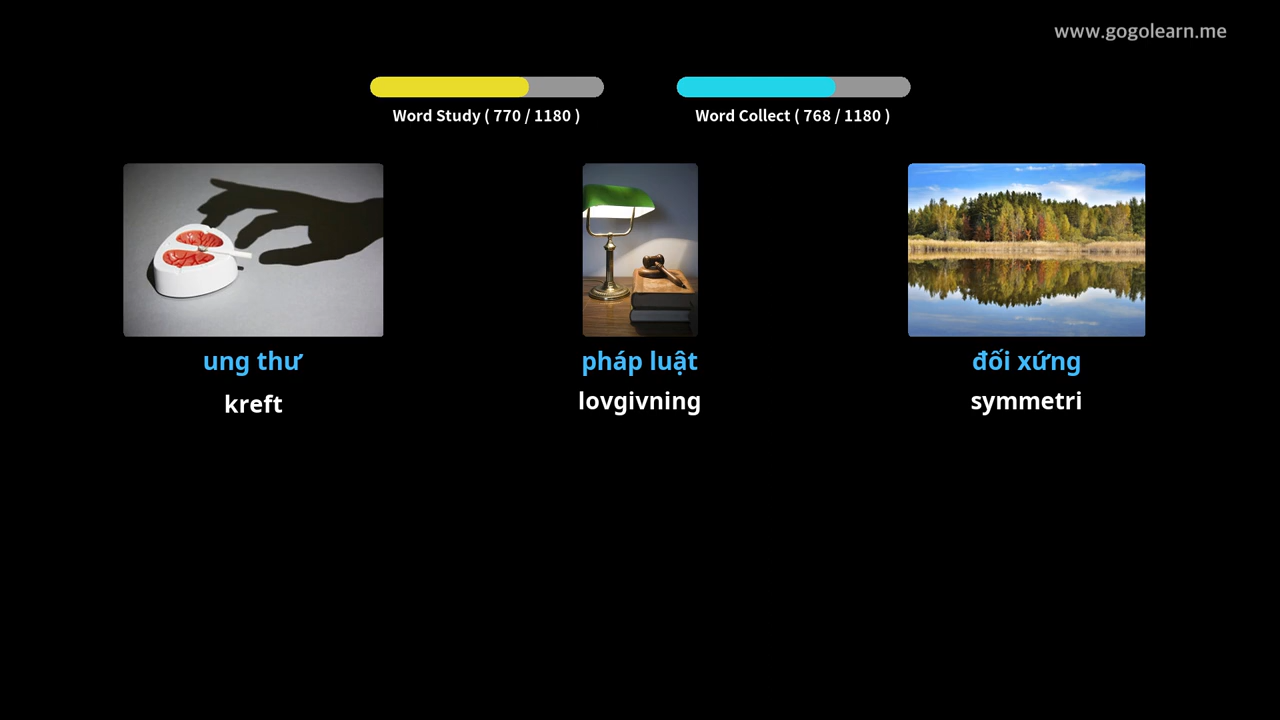 www.gogolearn.me
Word Study ( 770 / 1180 )
Word Collect ( 768 / 1180 )
ung thư
pháp luật
đối xứng
kreft
lovgivning
symmetri